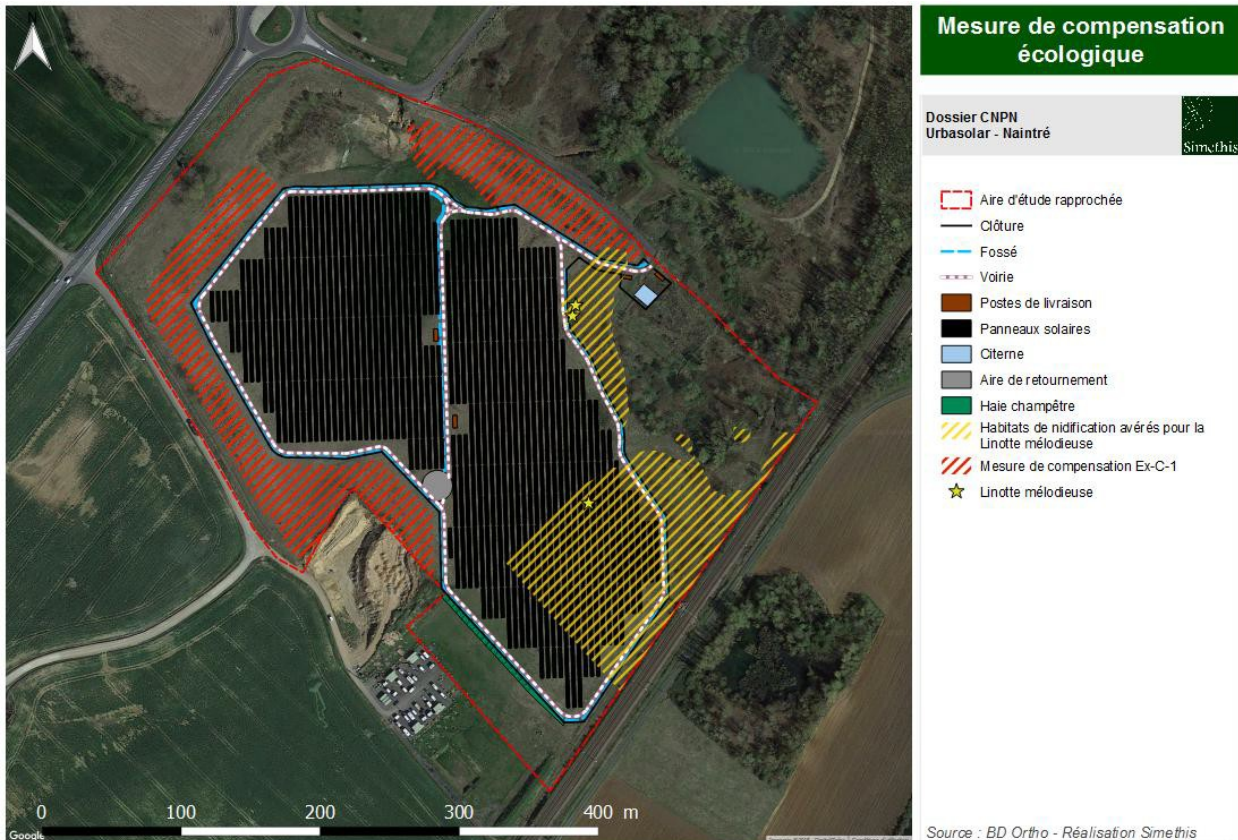 Mesure de compensation
écologique
Dossier CNPN
Urbasolar - Naintré
Simethis
Aire d'étude rapprochée
Clôture
Fossé
Voirie
Postes de livraison
Panneaux solaires
Citerne
Aire de retournement
Haie champêtre
Habitats de nidification avérés pour la
Linotte mélodieuse
Mesure de compensation Ex-C-1
Linotte mélodieuse
0 100 200 300 400 m
Google
Source : BD Ortho - Réalisation Simethis